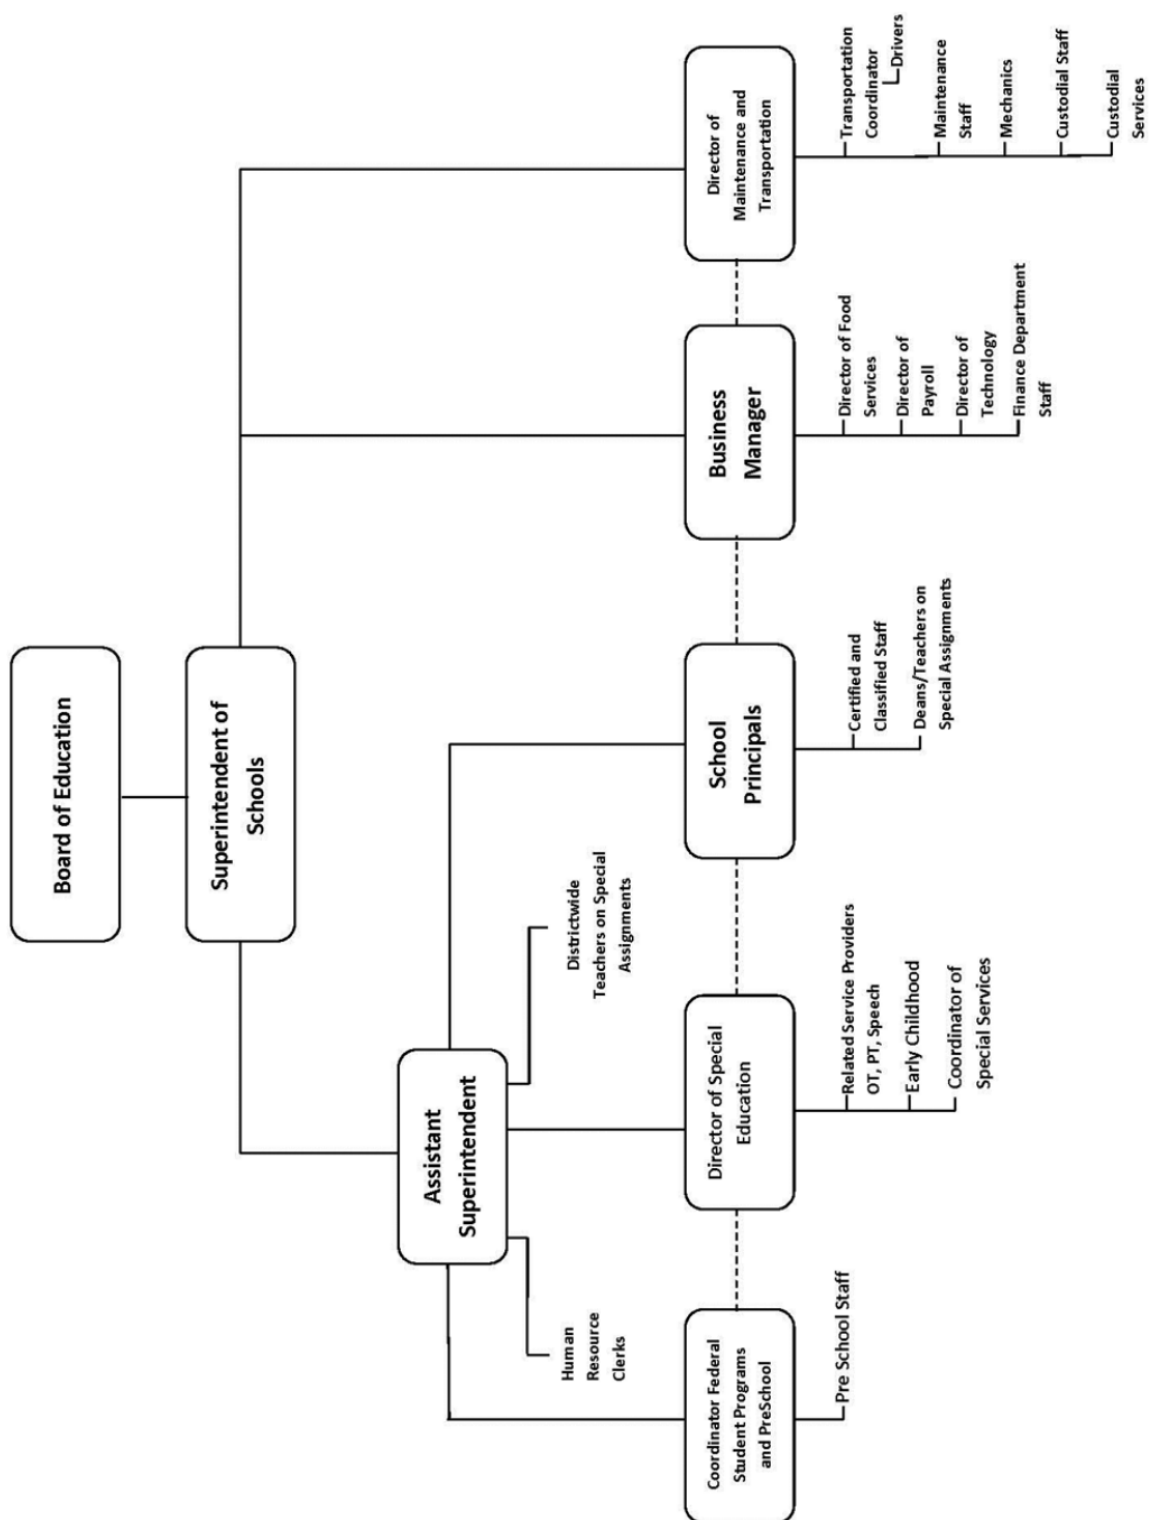 Board of Education
Superintendent of
Schools
Assistant
Superintendent
Human
Resource
Clerks
Districtwide
Teachers on Special
Assignments
Coordinator Federal
Student Programs
and PreSchool
Pre School Staff
Director of Special
Education
Related Service Providers
OT, PT, Speech
Early Childhood
Coordinator of
Special Services
School
Principals
Certified and
Classified Staff
Deans/Teachers on
Special Assignments
Business
Manager
Director of Food
Services
Director of
Payroll
Director of
Technology
Finance Department
Staff
Director of
Maintenance and
Transportation
Transportation
Coordinator
Drivers
Maintenance
Staff
Mechanics
Custodial Staff
Custodial
Services